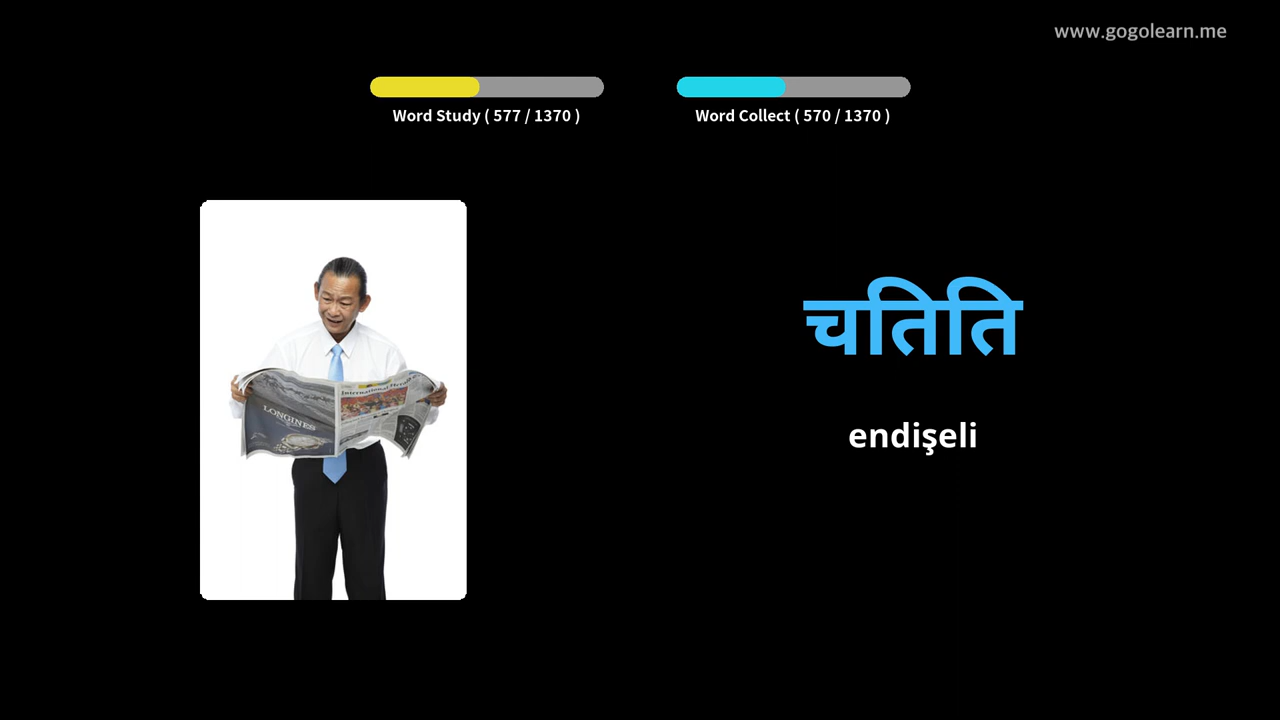 www.gogolearn.me
Word Study ( 577 / 1370 )
Word Collect ( 570 / 1370 )
LONGINES
चतिति
endişeli